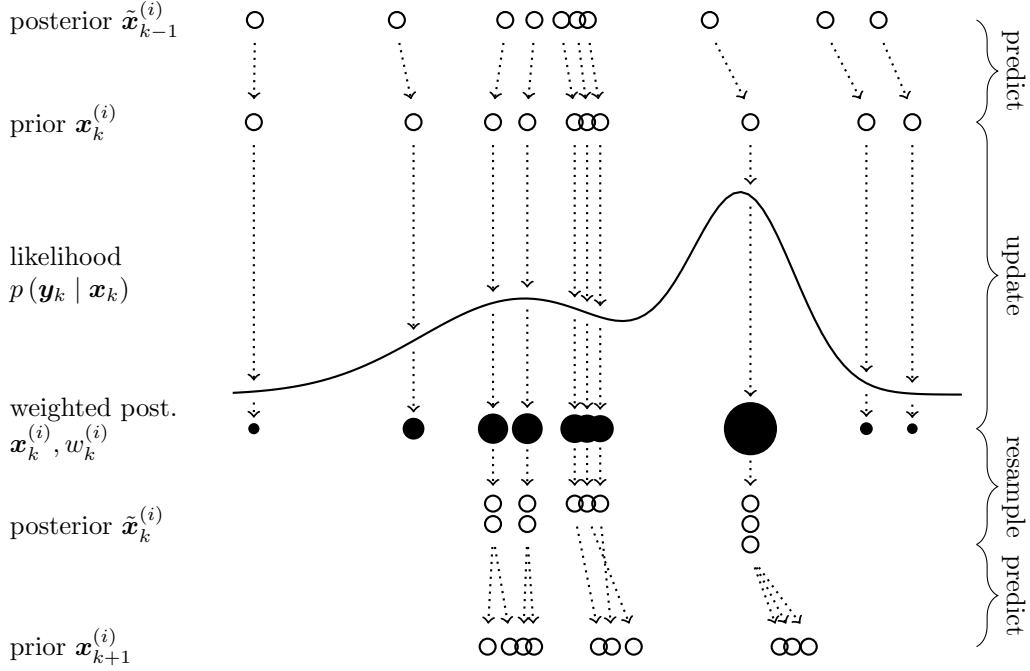 posterior x̃_{k−1}^{(i)}
predict
prior x_k^{(i)}
likelihood
p (y_k | x_k)
update
weighted post.
x_k^{(i)}, w_k^{(i)}
resample
posterior x̃_k^{(i)}
predict
prior x_{k+1}^{(i)}